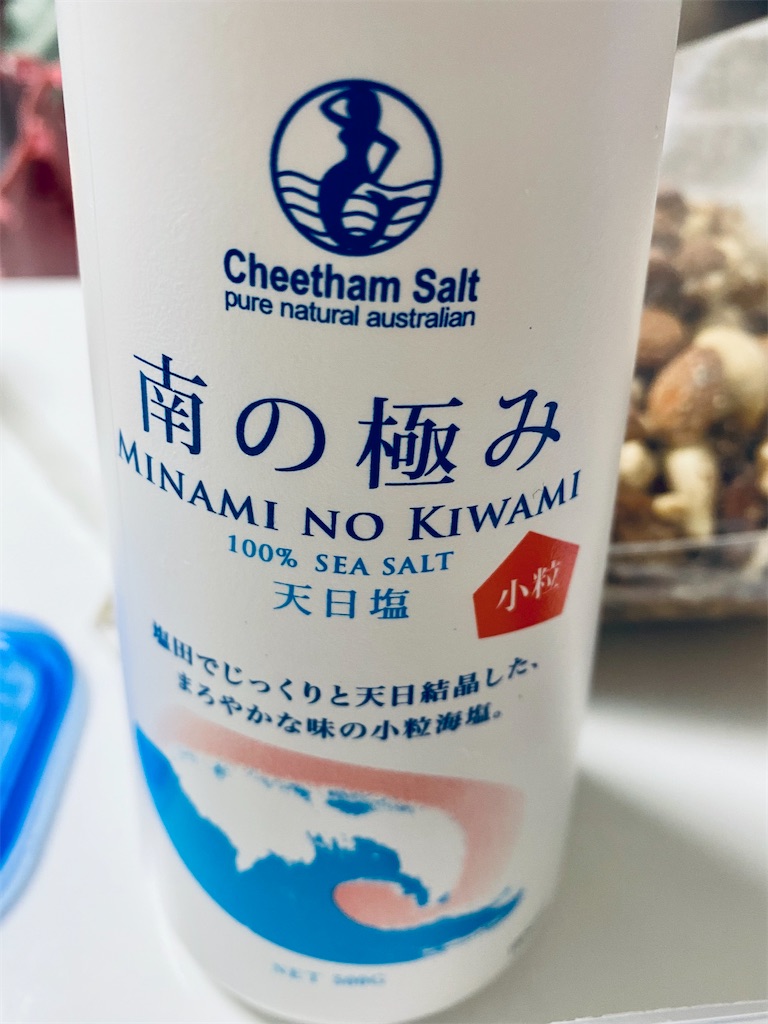 Cheetham Salt
pure natural australian
南の極み
MINAMI NO KIWAMI
100% SEA SALT
天日塩
小粒
塩田でじっくりと天日結晶した、
まろやかな味の小粒海塩。
NET 500G